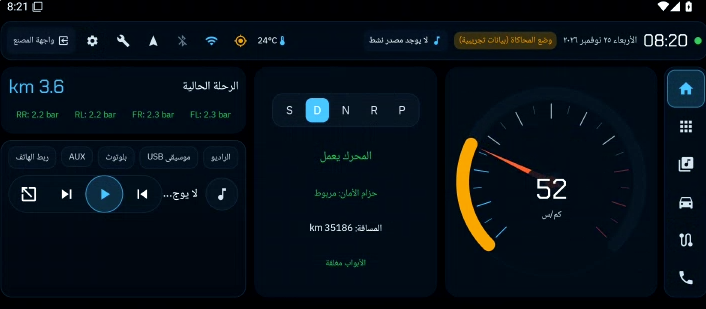 8:21
08:20
الأربعاء ٢٥ نوفمبر ٢٠٢٦
وضع المحاكاة (بيانات تجريبية)
لا يوجد مصدر نشط
24°C
واجهة المصنع
الرحلة الحالية
3.6 km
FL: 2.3 bar
FR: 2.3 bar
RL: 2.2 bar
RR: 2.2 bar
الراديو
موسيقى USB
بلوتوث
AUX
ربط الهاتف
لا يوج...
P R N D S
المحرك يعمل
حزام الأمان: مربوط
المسافة: 35186 km
الأبواب مغلقة
52
كم/س